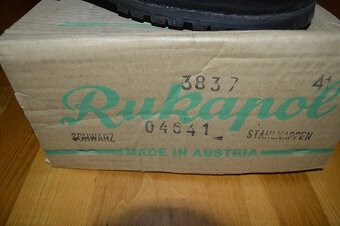 3837 41
Rukapol
SCHWARZ 04641 STAHLKAPPEN
MADE IN AUSTRIA